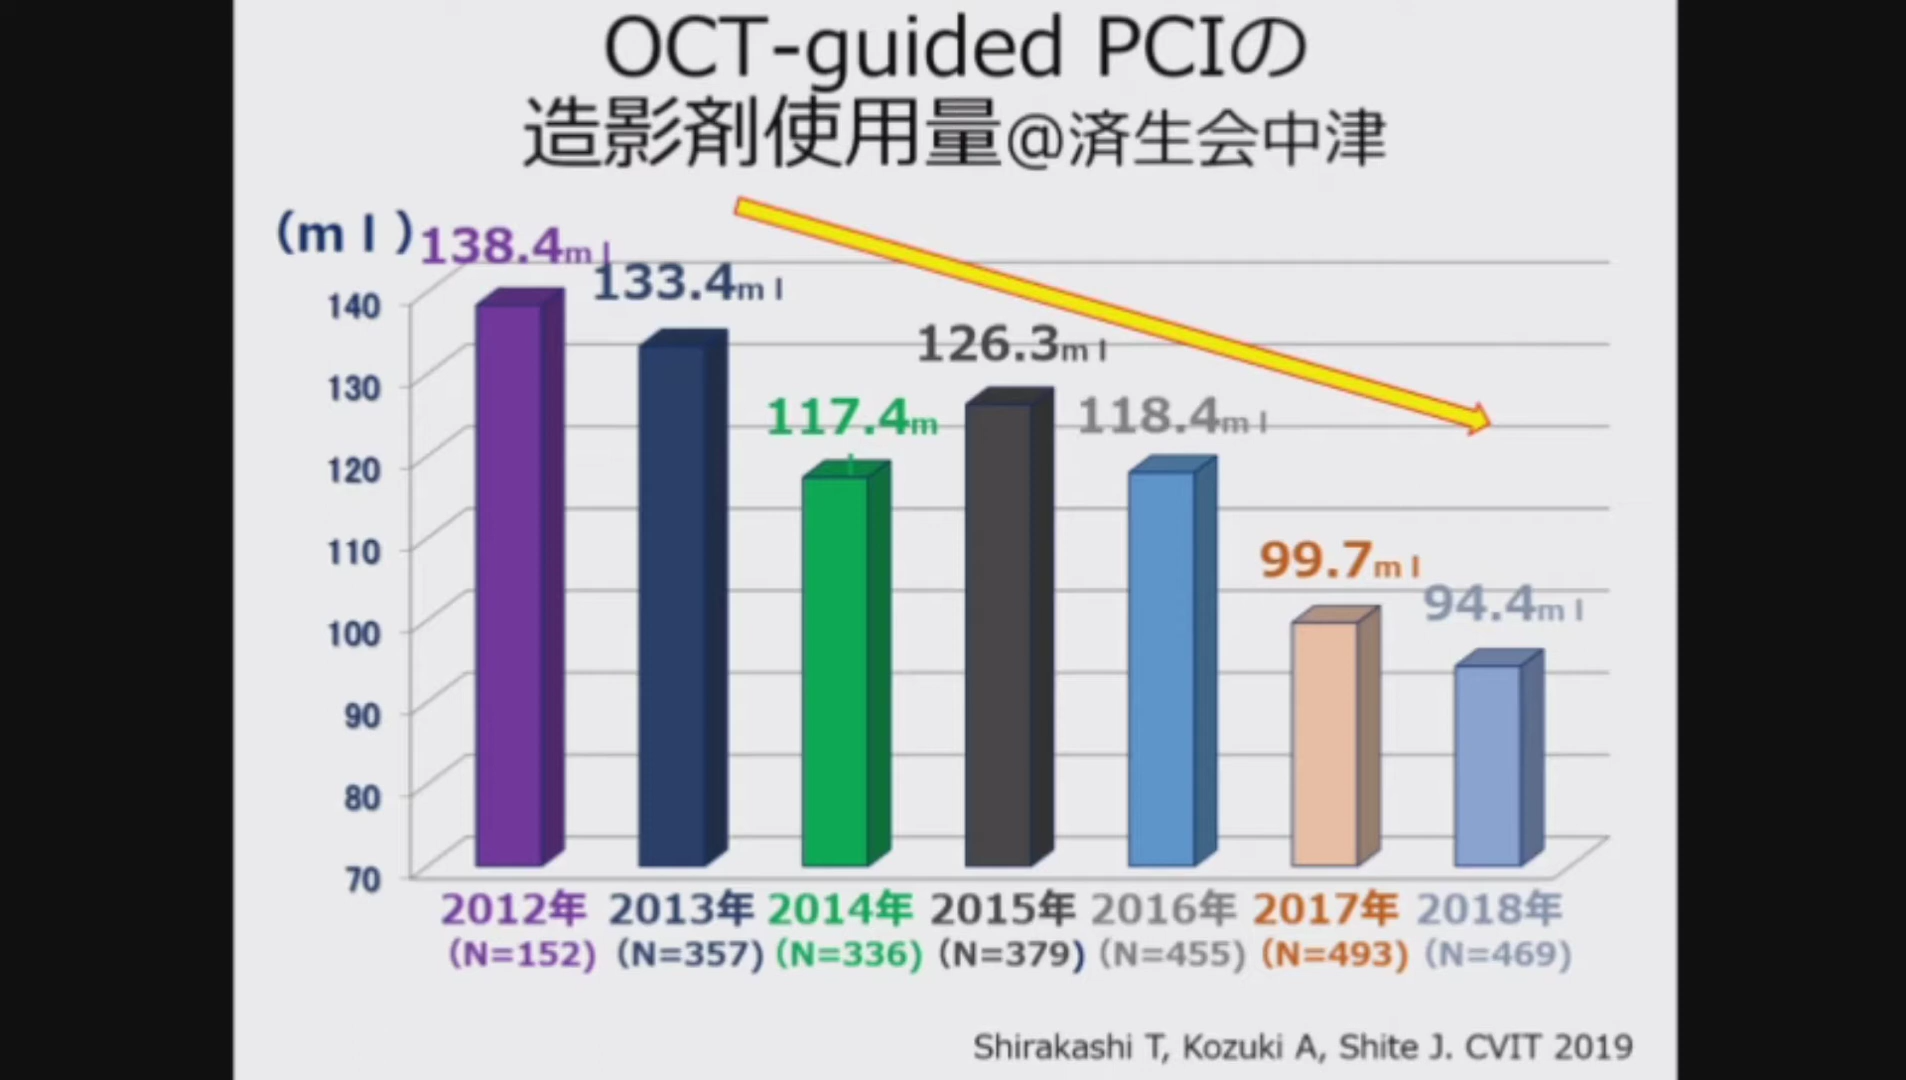 OCT-guided PCIの
造影剤使用量@済生会中津
(ml)
138.4ml
133.4ml
117.4ml
126.3ml
118.4ml
99.7ml
94.4ml
140
130
120
110
100
90
80
70
2012年 2013年 2014年 2015年 2016年 2017年 2018年
(N=152) (N=357) (N=336) (N=379) (N=455) (N=493) (N=469)
Shirakashi T, Kozuki A, Shite J. CVIT 2019